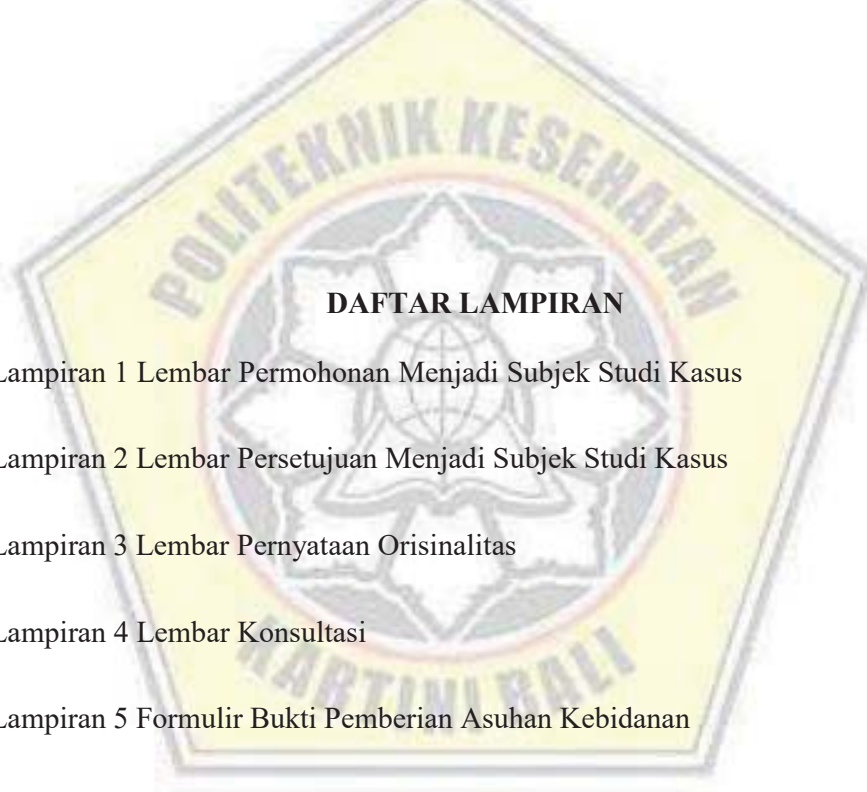 POLITEKNIK KESEHATAN
DAFTAR LAMPIRAN
Lampiran 1 Lembar Permohonan Menjadi Subjek Studi Kasus
Lampiran 2 Lembar Persetujuan Menjadi Subjek Studi Kasus
Lampiran 3 Lembar Pernyataan Orisinalitas
Lampiran 4 Lembar Konsultasi
KARTINI BALI
Lampiran 5 Formulir Bukti Pemberian Asuhan Kebidanan